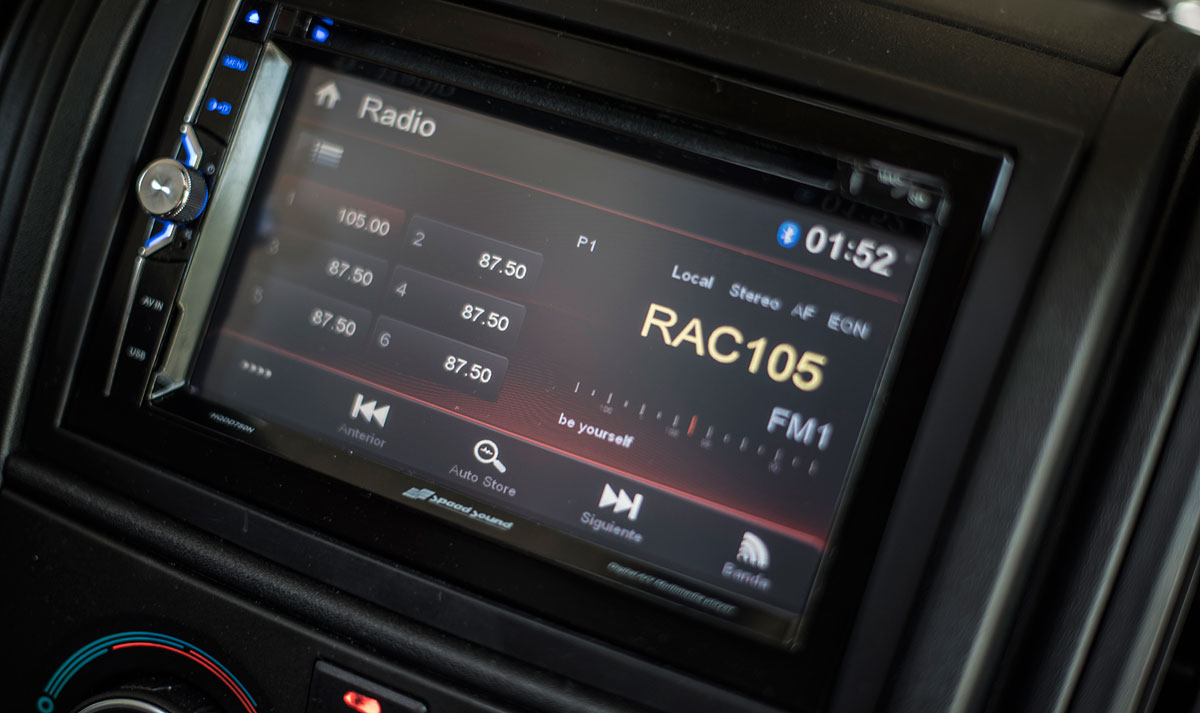 MENU
Radio
01:52
1 105.00
2 87.50
P1
Local Stereo AF EON
3 87.50
4 87.50
RAC105
5 87.50
6 87.50
FM1
be yourself
AV IN
USB
>>>>
Anterior
Auto Store
Siguiente
Banda
Speed Sound